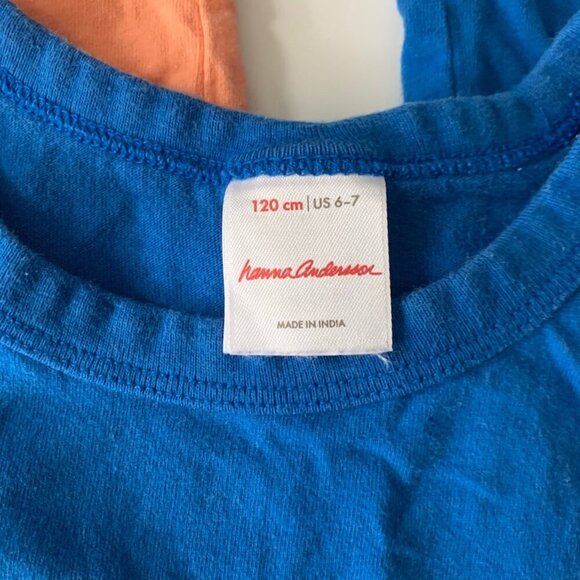 120 cm | US 6-7
hanna Andersson
MADE IN INDIA